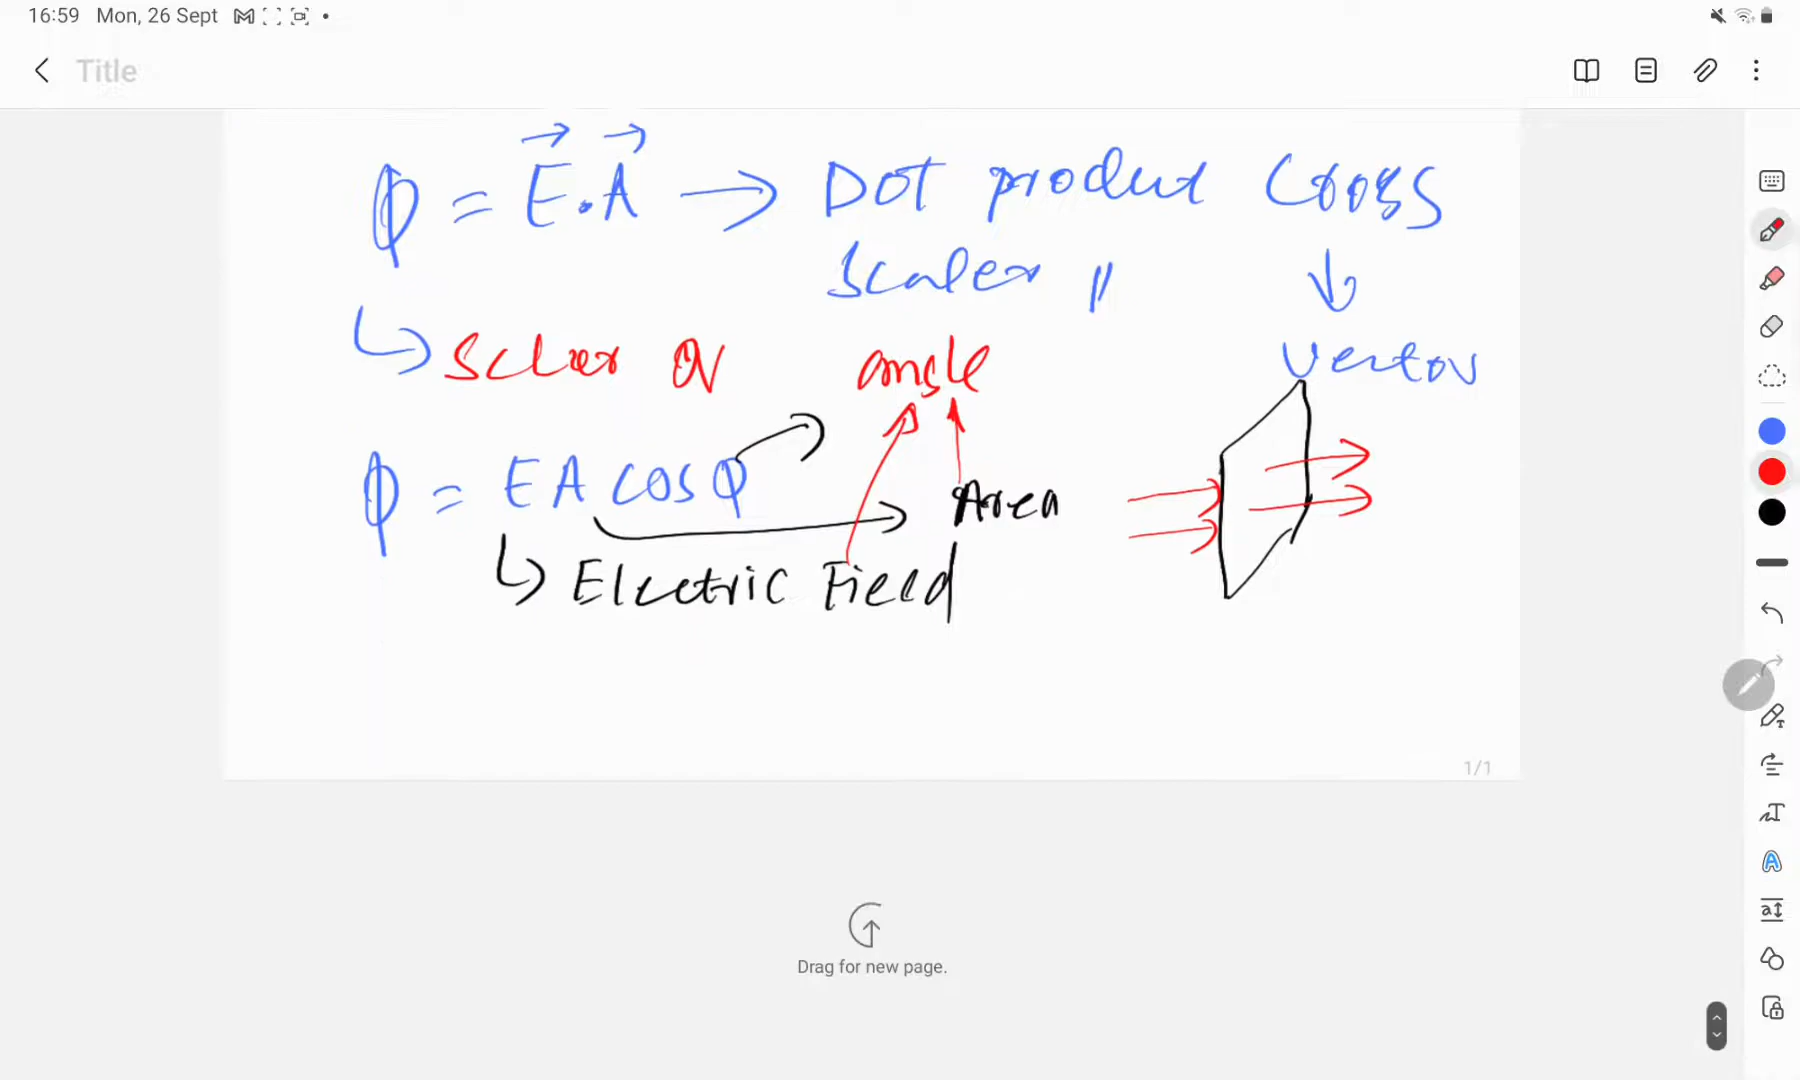 16:59 Mon, 26 Sept
Title
ϕ = E⃗.A⃗ → DOT product Cross
Scaler ||
Vector
Scler Q angle
ϕ = EA cos ϕ
Area
Electric Field
1/1
Drag for new page.